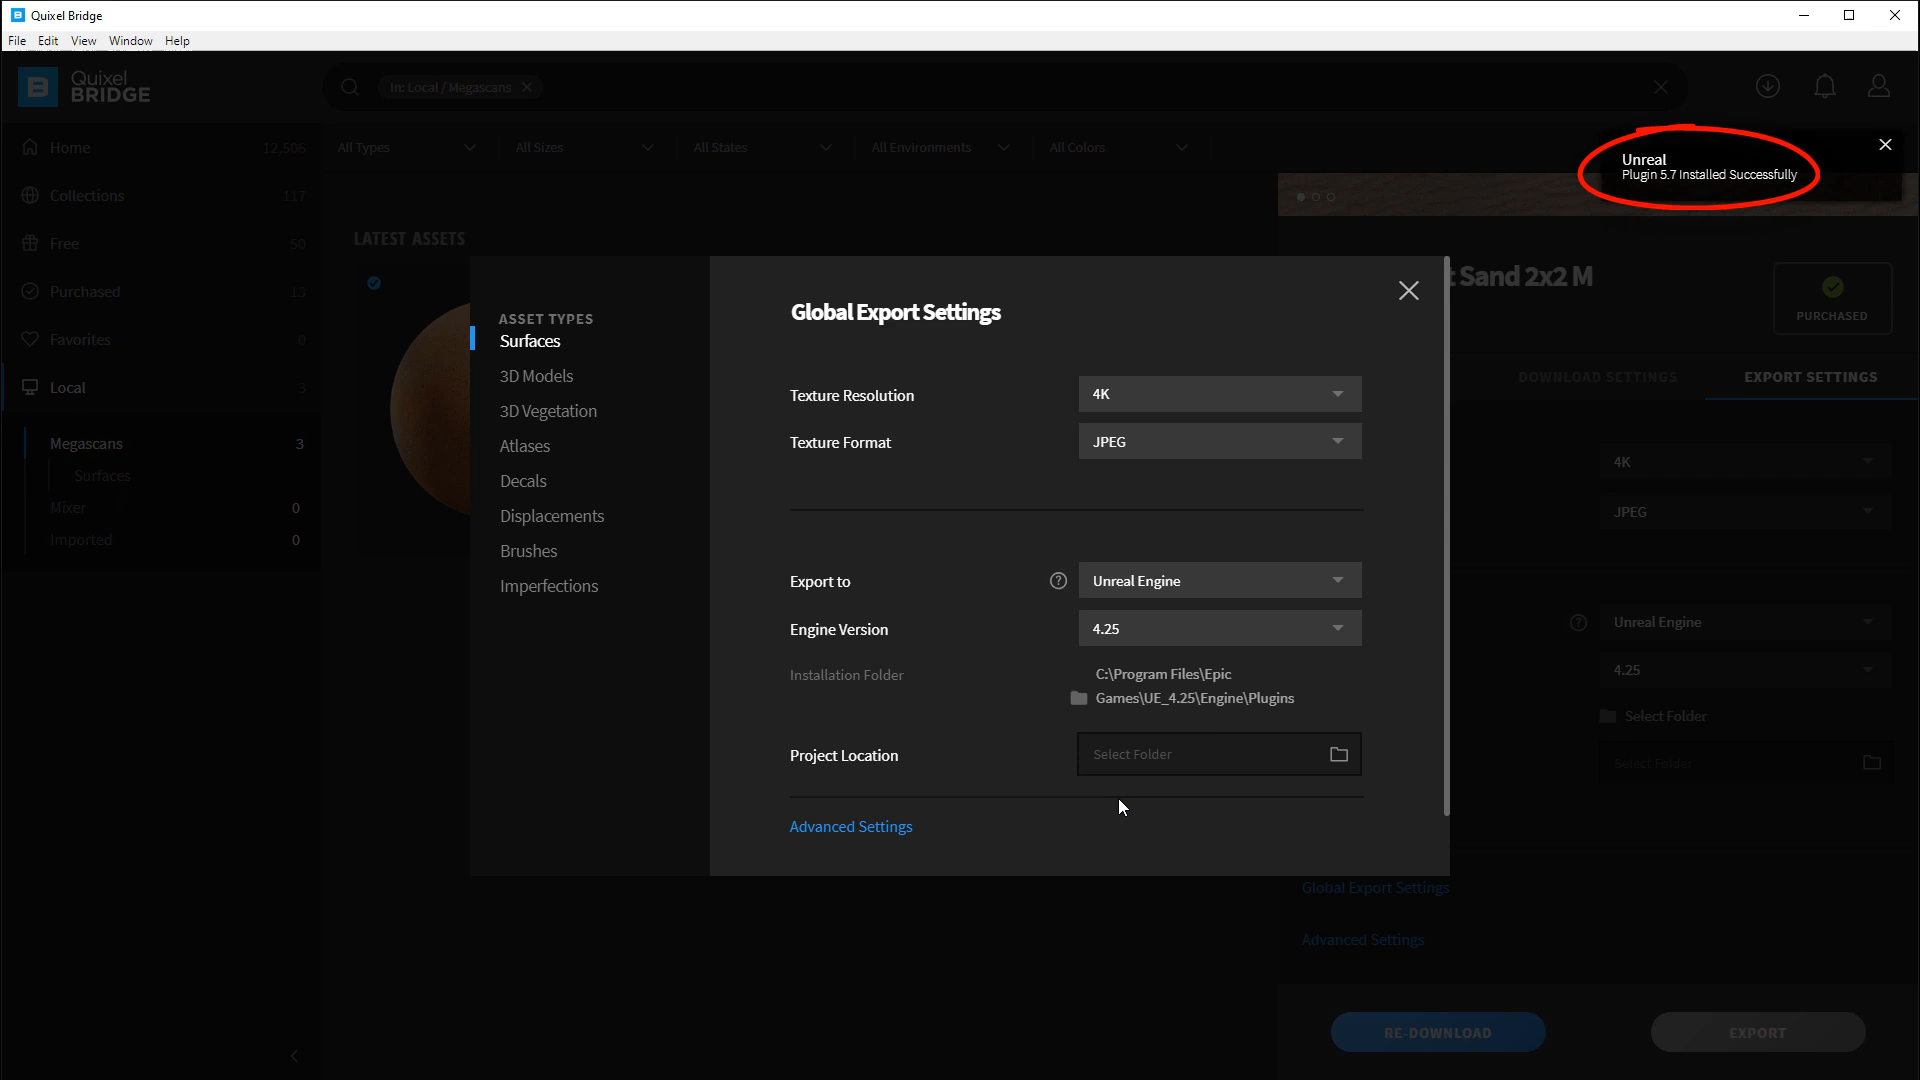 Quixel Bridge
File Edit View Window Help
Quixel
BRIDGE
In: Local / Megascans
Home 12,506
Collections 117
Free 50
Purchased 13
Favorites 0
Local 3
Megascans 3
Surfaces
Mixer 0
Imported 0
All Types
All Sizes
All States
All Environments
All Colors
LATEST ASSETS
Unreal
Plugin 5.7 Installed Successfully
ASSET TYPES
Surfaces
3D Models
3D Vegetation
Atlases
Decals
Displacements
Brushes
Imperfections
Global Export Settings
Texture Resolution 4K
Texture Format JPEG
Export to ? Unreal Engine
Engine Version 4.25
Installation Folder C:\Program Files\Epic
Games\UE_4.25\Engine\Plugins
Project Location Select Folder
Advanced Settings
t Sand 2x2 M
PURCHASED
DOWNLOAD SETTINGS
EXPORT SETTINGS
4K
JPEG
? Unreal Engine
4.25
Select Folder
Select Folder
Global Export Settings
Advanced Settings
RE-DOWNLOAD
EXPORT